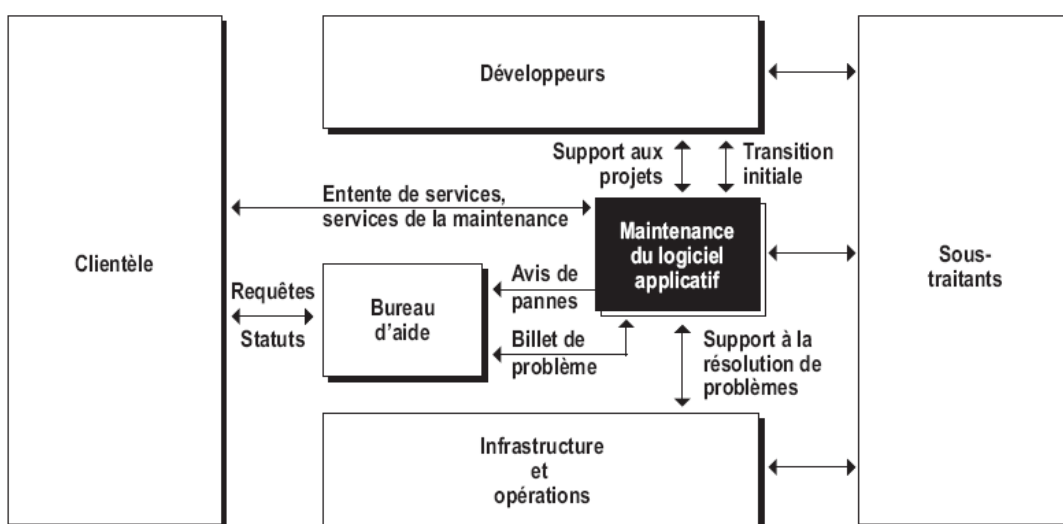 Développeurs
Support aux
projets
Transition
initiale
Entente de services,
services de la maintenance
Maintenance
du logiciel
applicatif
Clientèle
Sous-
traitants
Requêtes
Statuts
Bureau
d'aide
Avis de
pannes
Billet de
problème
Support à la
résolution de
problèmes
Infrastructure
et
opérations